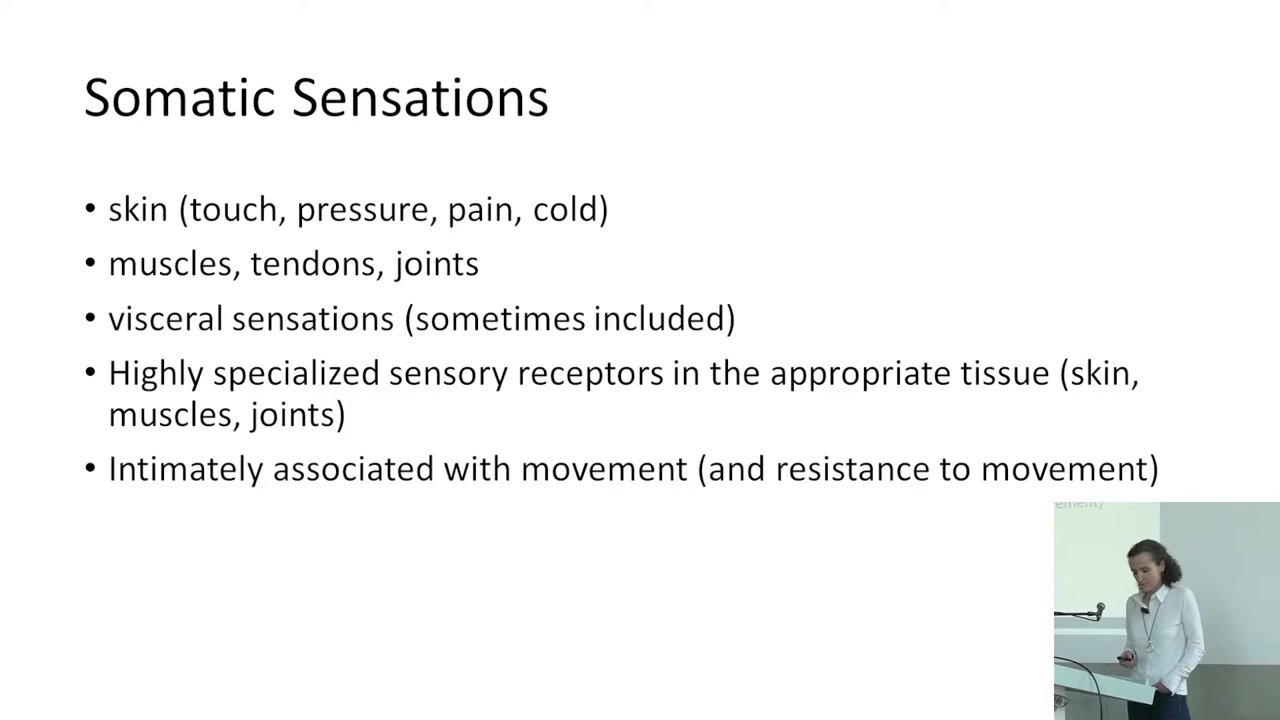 Somatic Sensations
• skin (touch, pressure, pain, cold)
• muscles, tendons, joints
• visceral sensations (sometimes included)
• Highly specialized sensory receptors in the appropriate tissue (skin,
muscles, joints)
• Intimately associated with movement (and resistance to movement)
ement)